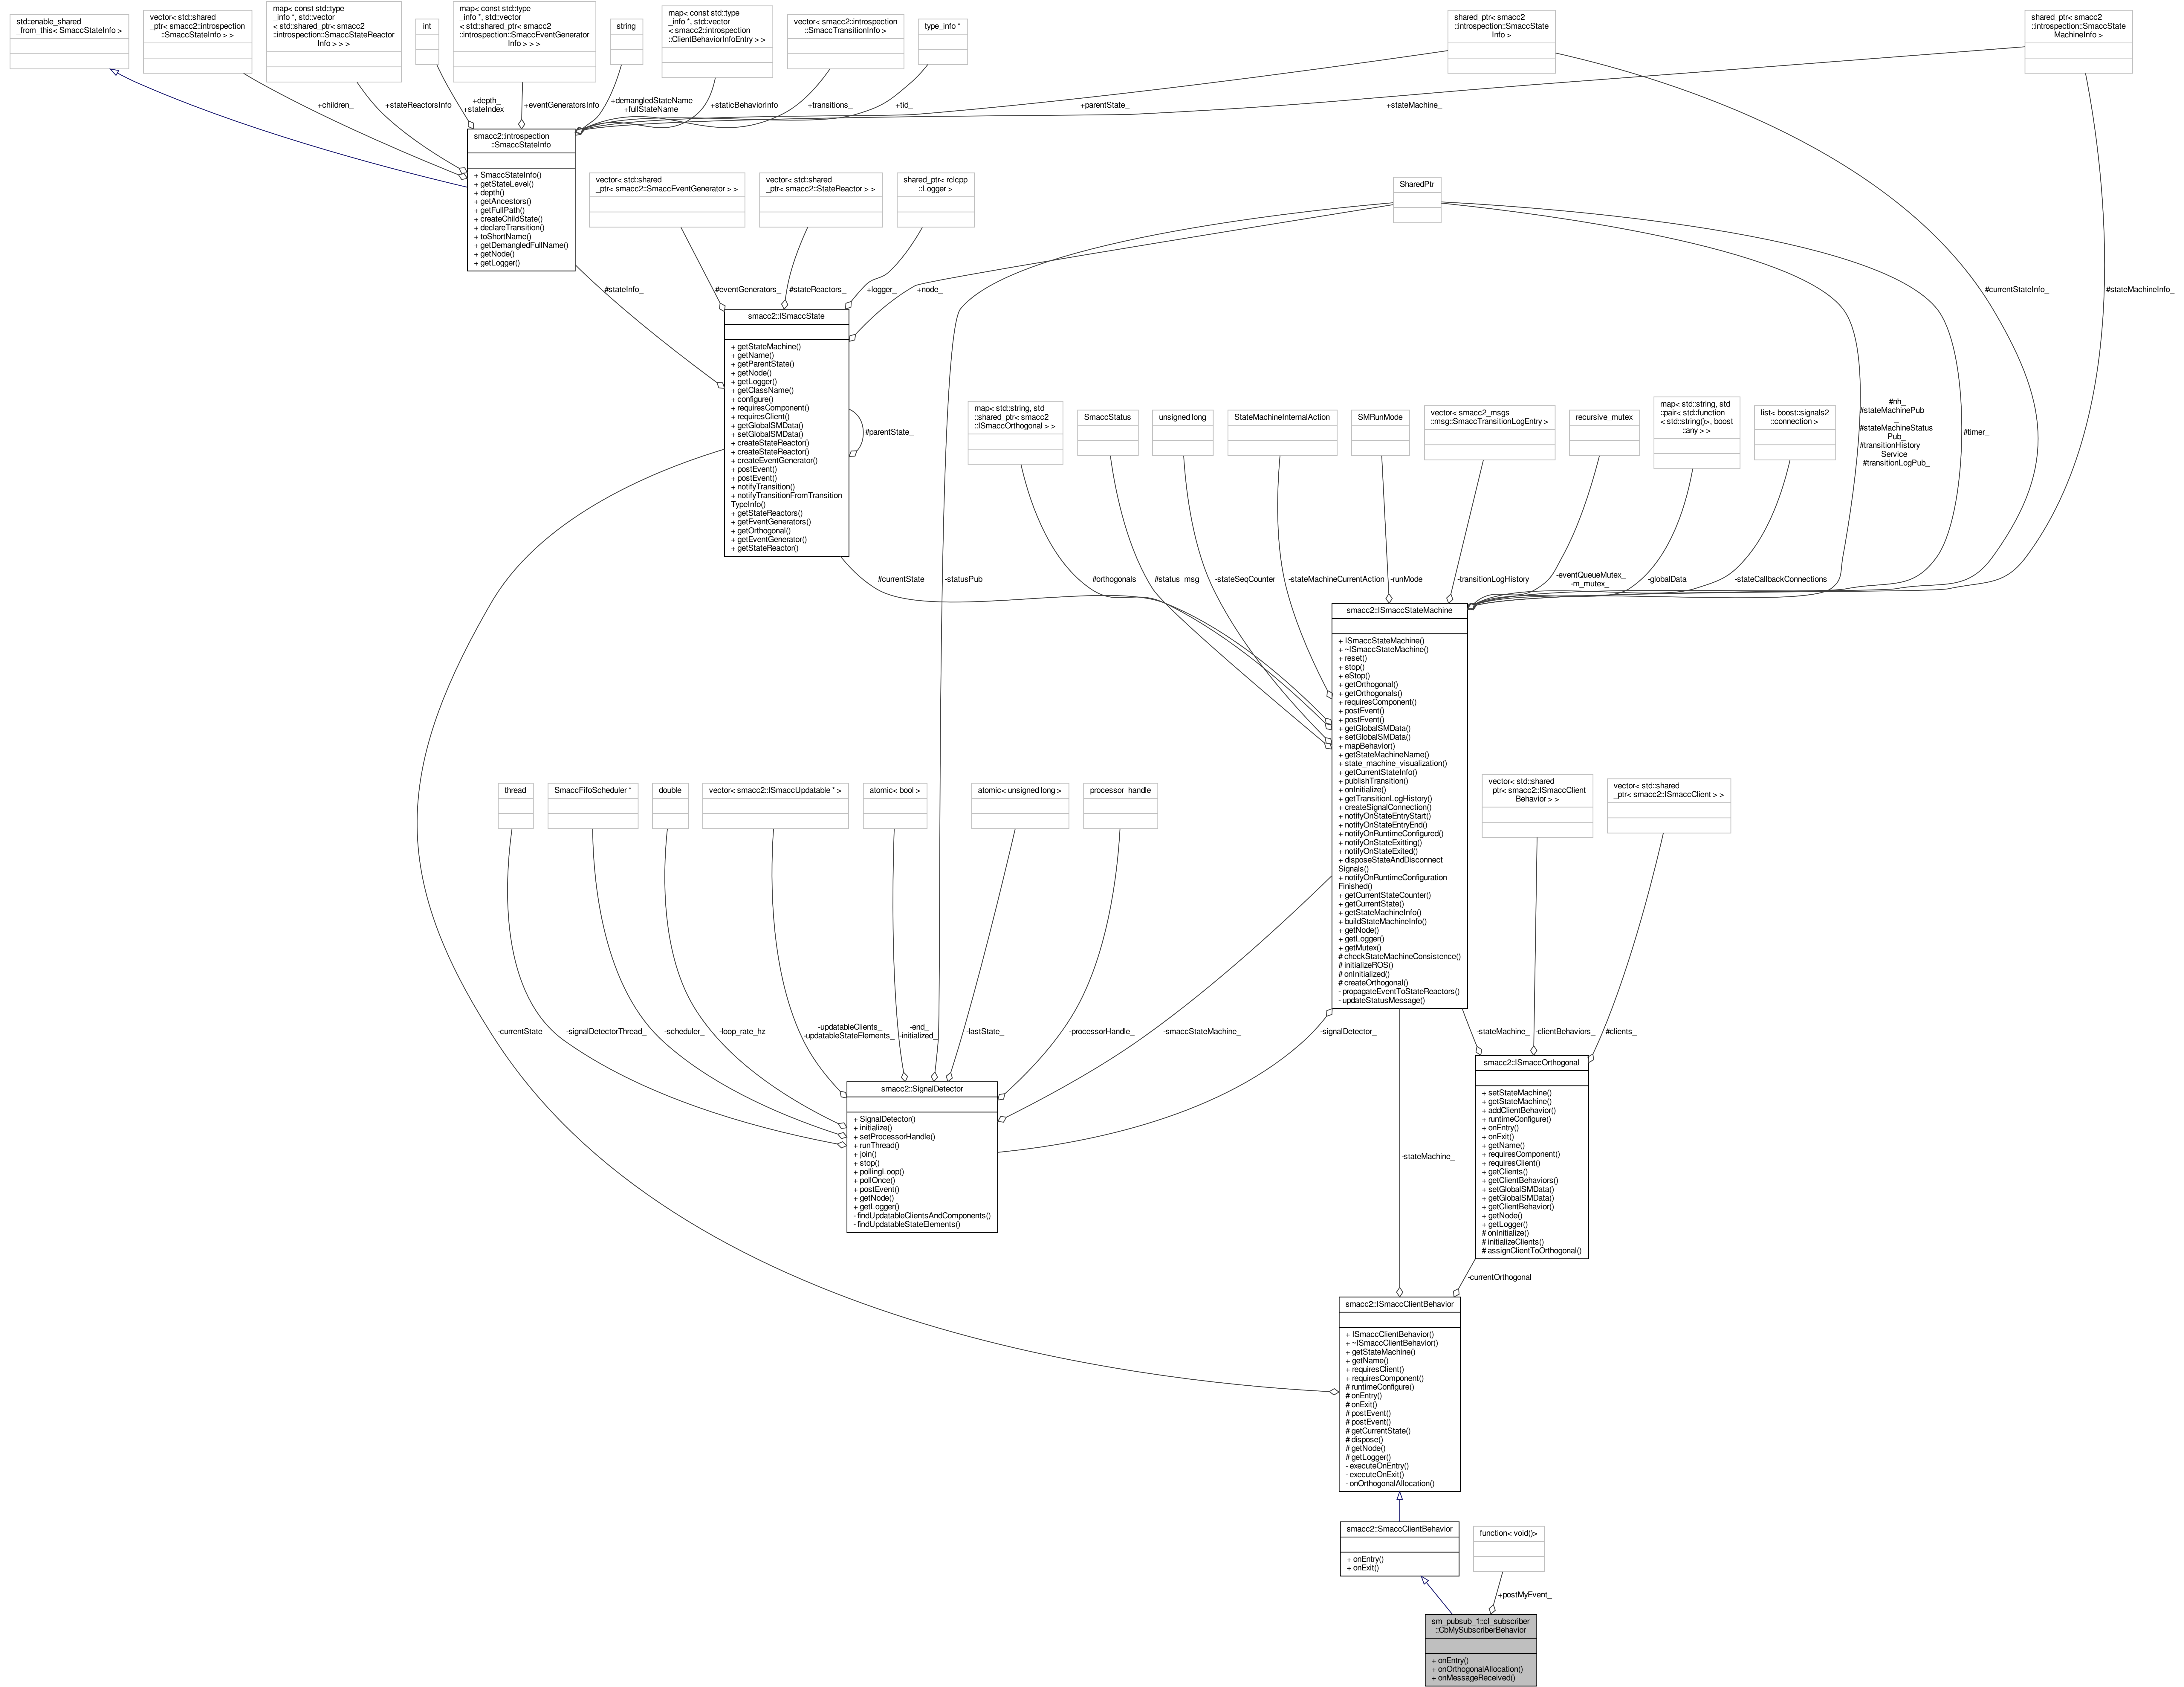 std::enable_shared
_from_this< SmaccStateInfo >
vector< std::shared
_ptr< smacc2::introspection
::SmaccStateInfo > >
map< const std::type
_info *, std::vector
< std::shared_ptr< smacc2
::introspection::SmaccStateReactor
Info > > >
int
map< const std::type
_info *, std::vector
< std::shared_ptr< smacc2
::introspection::SmaccEventGenerator
Info > > >
string
map< const std::type
_info *, std::vector
< smacc2::introspection
::ClientBehaviorInfoEntry > >
vector< smacc2::introspection
::SmaccTransitionInfo >
type_info *
shared_ptr< smacc2
::introspection::SmaccState
Info >
shared_ptr< smacc2
::introspection::SmaccState
MachineInfo >
+children_
+stateReactorsInfo
+depth_
+stateIndex_
+eventGeneratorsInfo
+demangledStateName
+fullStateName
+staticBehaviorInfo
+transitions_
+tid_
+parentState_
+stateMachine_
smacc2::introspection
::SmaccStateInfo
+ SmaccStateInfo()
+ getStateLevel()
+ depth()
+ getAncestors()
+ getFullPath()
+ createChildState()
+ declareTransition()
+ toShortName()
+ getDemangledFullName()
+ getNode()
+ getLogger()
vector< std::shared
_ptr< smacc2::SmaccEventGenerator > >
vector< std::shared
_ptr< smacc2::StateReactor > >
shared_ptr< rclcpp
::Logger >
SharedPtr
#stateInfo_
#eventGenerators_
#stateReactors_
+logger_
+node_
#currentStateInfo_
#stateMachineInfo_
smacc2::ISmaccState
+ getStateMachine()
+ getName()
+ getParentState()
+ getNode()
+ getLogger()
+ getClassName()
+ configure()
+ requiresComponent()
+ requiresClient()
+ getGlobalSMData()
+ setGlobalSMData()
+ createStateReactor()
+ createStateReactor()
+ createEventGenerator()
+ postEvent()
+ postEvent()
+ notifyTransition()
+ notifyTransitionFromTransition
TypeInfo()
+ getStateReactors()
+ getEventGenerators()
+ getOrthogonal()
+ getEventGenerator()
+ getStateReactor()
#parentState_
map< std::string, std
::shared_ptr< smacc2
::ISmaccOrthogonal > >
SmaccStatus
unsigned long
StateMachineInternalAction
SMRunMode
vector< smacc2_msgs
::msg::SmaccTransitionLogEntry >
recursive_mutex
map< std::string, std
::pair< std::function
< std::string()>, boost
::any > >
list< boost::signals2
::connection >
#nh_
#stateMachinePub
_
#stateMachineStatus
Pub_
#transitionHistory
Service_
#transitionLogPub_
#timer_
#currentState_
-statusPub_
#orthogonals_
#status_msg_
-stateSeqCounter_
-stateMachineCurrentAction
-runMode_
-transitionLogHistory_
-eventQueueMutex_
-m_mutex_
-globalData_
-stateCallbackConnections
smacc2::ISmaccStateMachine
+ ISmaccStateMachine()
+ ~ISmaccStateMachine()
+ reset()
+ stop()
+ eStop()
+ getOrthogonal()
+ getOrthogonals()
+ requiresComponent()
+ postEvent()
+ postEvent()
+ getGlobalSMData()
+ setGlobalSMData()
+ mapBehavior()
+ getStateMachineName()
+ state_machine_visualization()
+ getCurrentStateInfo()
+ publishTransition()
+ onInitialize()
+ getTransitionLogHistory()
+ createSignalConnection()
+ notifyOnStateEntryStart()
+ notifyOnStateEntryEnd()
+ notifyOnRuntimeConfigured()
+ notifyOnStateExitting()
+ notifyOnStateExited()
+ disposeStateAndDisconnect
Signals()
+ notifyOnRuntimeConfiguration
Finished()
+ getCurrentStateCounter()
+ getCurrentState()
+ getStateMachineInfo()
+ buildStateMachineInfo()
+ getNode()
+ getLogger()
+ getMutex()
# checkStateMachineConsistence()
# initializeROS()
# onInitialized()
# createOrthogonal()
- propagateEventToStateReactors()
- updateStatusMessage()
thread
SmaccFifoScheduler *
double
vector< smacc2::ISmaccUpdatable * >
atomic< bool >
atomic< unsigned long >
processor_handle
vector< std::shared
_ptr< smacc2::ISmaccClient
Behavior > >
vector< std::shared
_ptr< smacc2::ISmaccClient > >
-currentState
-signalDetectorThread_
-scheduler_
-loop_rate_hz
-updatableClients_
-updatableStateElements_
-end_
-initialized_
-lastState_
-processorHandle_
-smaccStateMachine_
-signalDetector_
-stateMachine_
-clientBehaviors_
#clients_
smacc2::SignalDetector
+ SignalDetector()
+ initialize()
+ setProcessorHandle()
+ runThread()
+ join()
+ stop()
+ pollingLoop()
+ pollOnce()
+ postEvent()
+ getNode()
+ getLogger()
- findUpdatableClientsAndComponents()
- findUpdatableStateElements()
smacc2::ISmaccOrthogonal
+ setStateMachine()
+ getStateMachine()
+ addClientBehavior()
+ runtimeConfigure()
+ onEntry()
+ onExit()
+ getName()
+ requiresComponent()
+ requiresClient()
+ getClients()
+ getClientBehaviors()
+ setGlobalSMData()
+ getGlobalSMData()
+ getClientBehavior()
+ getNode()
+ getLogger()
# onInitialize()
# initializeClients()
# assignClientToOrthogonal()
-stateMachine_
-currentOrthogonal
smacc2::ISmaccClientBehavior
+ ISmaccClientBehavior()
+ ~ISmaccClientBehavior()
+ getStateMachine()
+ getName()
+ requiresClient()
+ requiresComponent()
# runtimeConfigure()
# onEntry()
# onExit()
# postEvent()
# postEvent()
# getCurrentState()
# dispose()
# getNode()
# getLogger()
- executeOnEntry()
- executeOnExit()
- onOrthogonalAllocation()
smacc2::SmaccClientBehavior
+ onEntry()
+ onExit()
function< void()>
+postMyEvent_
sm_pubsub_1::cl_subscriber
::CbMySubscriberBehavior
+ onEntry()
+ onOrthogonalAllocation()
+ onMessageReceived()